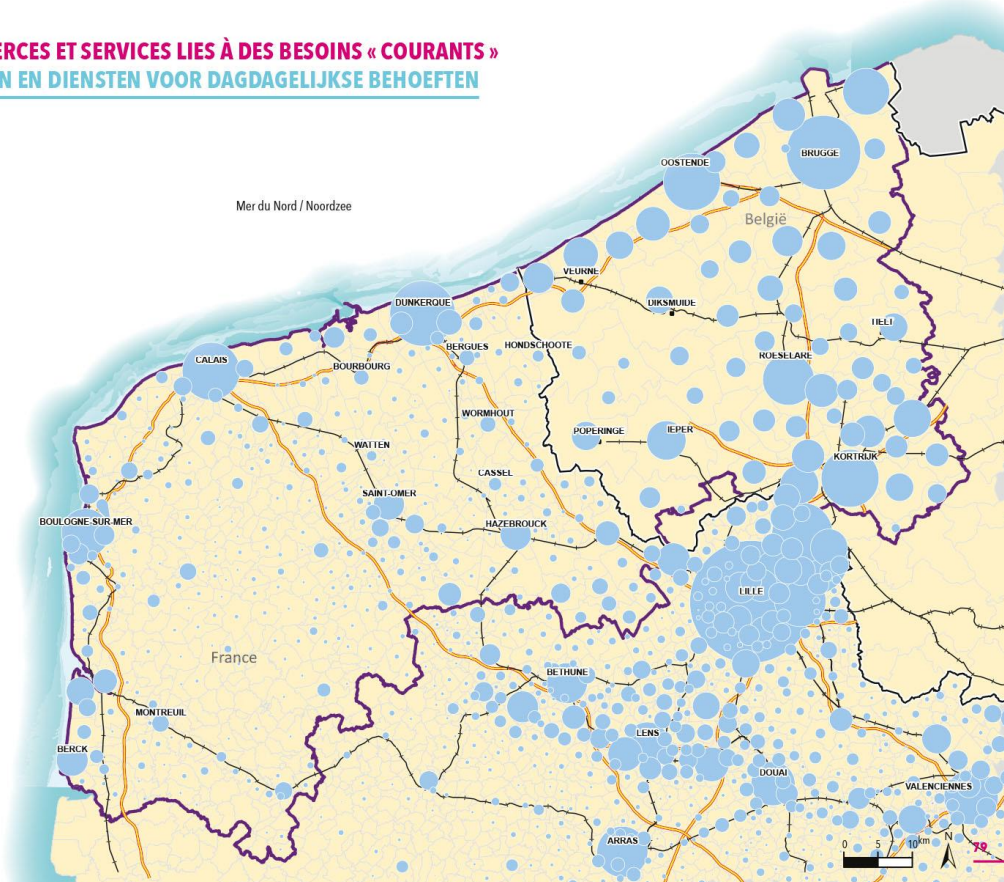 ERCES ET SERVICES LIES À DES BESOINS « COURANTS »
N EN DIENSTEN VOOR DAGDAGELIJKSE BEHOEFTEN
Mer du Nord / Noordzee
BRUGGE
OOSTENDE
België
VEURNE
DUNKERQUE
DIKSMUIDE
TIELT
BERGUES
HONDSCHOOTE
CALAIS
BOURBOURG
ROESELARE
WORMHOUT
POPERINGE
IEPER
WATTEN
KORTRIJK
CASSEL
SAINT-OMER
BOULOGNE-SUR-MER
HAZEBROUCK
LILLE
France
BETHUNE
MONTREUIL
LENS
BERCK
DOUAI
VALENCIENNES
ARRAS
0 5 10km
N
79